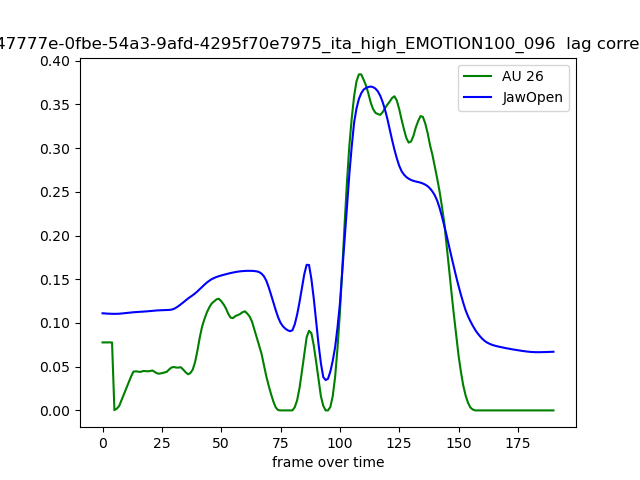 47777e-0fbe-54a3-9afd-4295f70e7975_ita_high_EMOTION100_096 lag corre
AU 26
JawOpen
0.40
0.35
0.30
0.25
0.20
0.15
0.10
0.05
0.00
0 25 50 75 100 125 150 175
frame over time